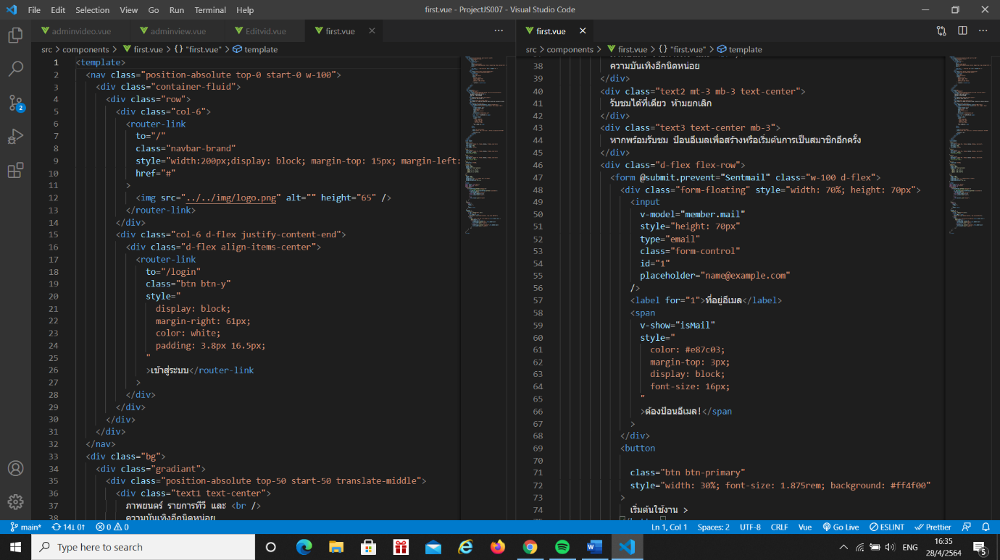 File Edit Selection View Go Run Terminal Help
first.vue - ProjectJS007 - Visual Studio Code
adminvideo.vue adminview.vue Editvid.vue first.vue
src > components > first.vue > {} "first.vue" > template
1 <template>
2 <nav class="position-absolute top-0 start-0 w-100">
3 <div class="container-fluid">
4 <div class="row">
5 <div class="col-6">
6 <router-link
7 to="/"
8 class="navbar-brand"
9 style="width:200px;display: block; margin-top: 15px; margin-left:
10 href="#"
11 >
12 <img src="../../img/logo.png" alt="" height="65" />
13 </router-link>
14 </div>
15 <div class="col-6 d-flex justify-content-end">
16 <div class="d-flex align-items-center">
17 <router-link
18 to="/login"
19 class="btn btn-y"
20 style="
21 display: block;
22 margin-right: 61px;
23 color: white;
24 padding: 3.8px 16.5px;
25 "
26 >เข้าสู่ระบบ</router-link
27 >
28 </div>
29 </div>
30 </div>
31 </div>
32 </nav>
33 <div class="bg">
34 <div class="gradiant">
35 <div class="position-absolute top-50 start-50 translate-middle">
36 <div class="text1 text-center">
37 ภาพยนตร์ รายการทีวี และ <br />
38 ความบันเทิงอีกนิดหน่อย
first.vue
src > components > first.vue > {} "first.vue" > template
38 ความบันเทิงอีกนิดหน่อย
39 </div>
40 <div class="text2 mt-3 mb-3 text-center">
41 รับชมได้ที่เดียว ห้ามยกเลิก
42 </div>
43 <div class="text3 text-center mb-3">
44 หากพร้อมรับชม ป้อนอีเมลเพื่อสร้างหรือเริ่มต้นการเป็นสมาชิกอีกครั้ง
45 </div>
46 <div class="d-flex flex-row">
47 <form @submit.prevent="Sentmail" class="w-100 d-flex">
48 <div class="form-floating" style="width: 70%; height: 70px">
49 <input
50 v-model="member.mail"
51 style="height: 70px"
52 type="email"
53 class="form-control"
54 id="1"
55 placeholder="name@example.com"
56 />
57 <label for="1">ที่อยู่อีเมล</label>
58 <span
59 v-show="isMail"
60 style="
61 color: #e87c03;
62 margin-top: 3px;
63 display: block;
64 font-size: 16px;
65 "
66 >ต้องป้อนอีเมล!</span
67 >
68 </div>
69 <button
70
71 class="btn btn-primary"
72 style="width: 30%; font-size: 1.875rem; background: #ff4f00"
73 >
74 เริ่มต้นใช้งาน >
2
main* 14↓ 0↑ 0 0
Ln 1, Col 1 Spaces: 2 UTF-8 CRLF Vue Go Live ESLINT Prettier
Type here to search
ENG 16:35
28/4/2564
5